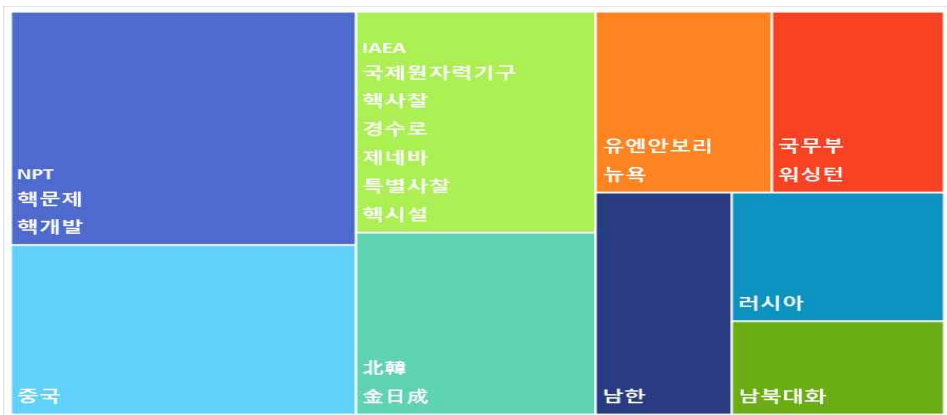 NPT
핵문제
핵개발
중국
IAEA
국제원자력기구
핵사찰
경수로
제네바
특별사찰
핵시설
北韓
金日成
유엔안보리
뉴욕
국무부
워싱턴
남한
러시아
남북대화